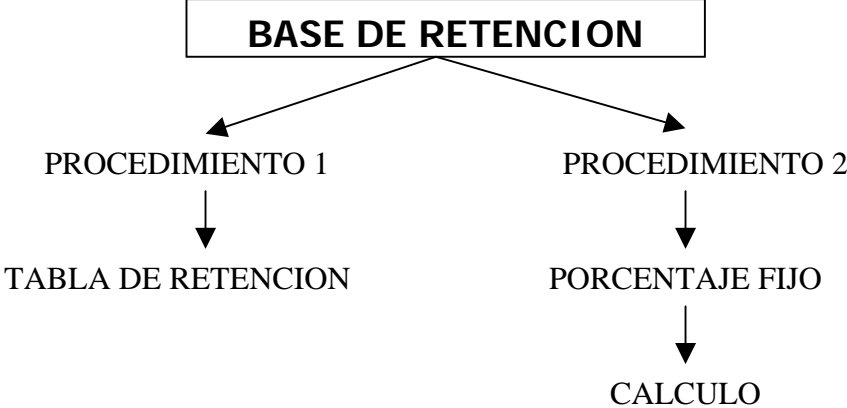 BASE DE RETENCION
PROCEDIMIENTO 1
PROCEDIMIENTO 2
TABLA DE RETENCION
PORCENTAJE FIJO
CALCULO